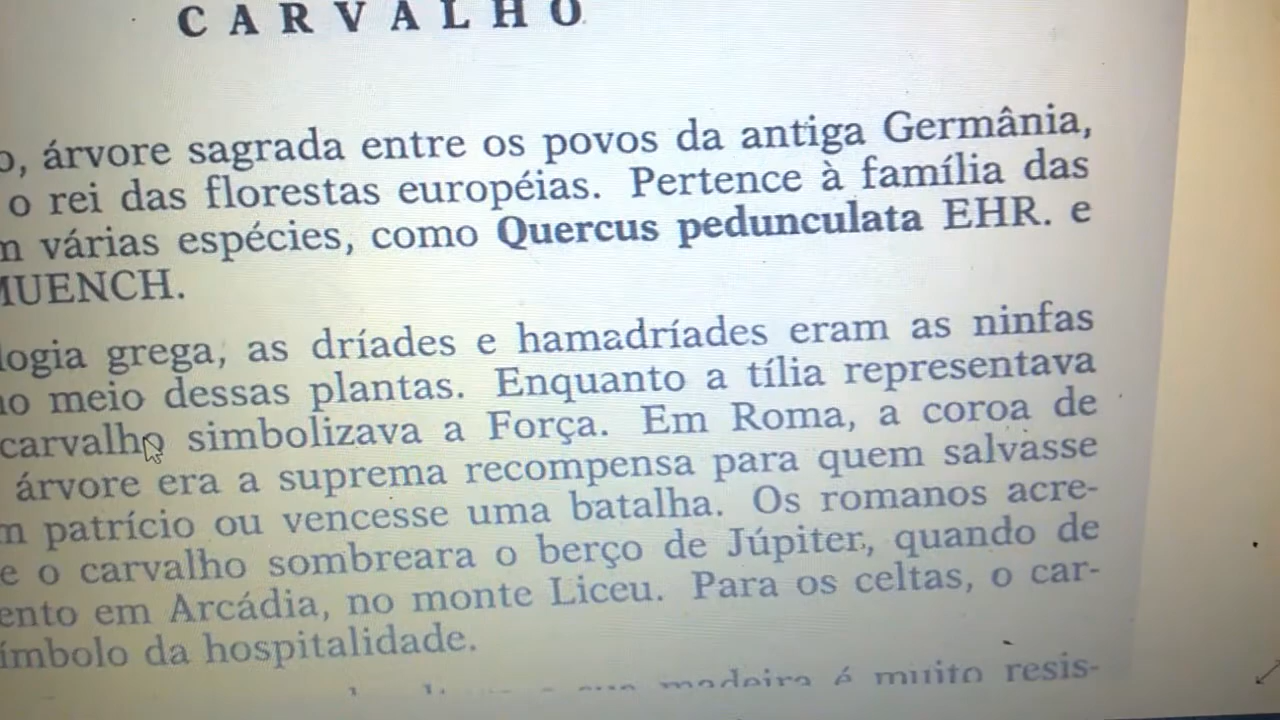 CARVALHO
o, árvore sagrada entre os povos da antiga Germânia,
o rei das florestas européias. Pertence à família das
várias espécies, como Quercus pedunculata EHR. e
MUENCH.
logia grega, as dríades e hamadríades eram as ninfas
no meio dessas plantas. Enquanto a tília representava
carvalho simbolizava a Força. Em Roma, a coroa de
árvore era a suprema recompensa para quem salvasse
m patrício ou vencesse uma batalha. Os romanos acre-
e o carvalho sombreara o berço de Júpiter, quando de
ento em Arcádia, no monte Liceu. Para os celtas, o car-
ímbolo da hospitalidade.
madeira é muito resis-